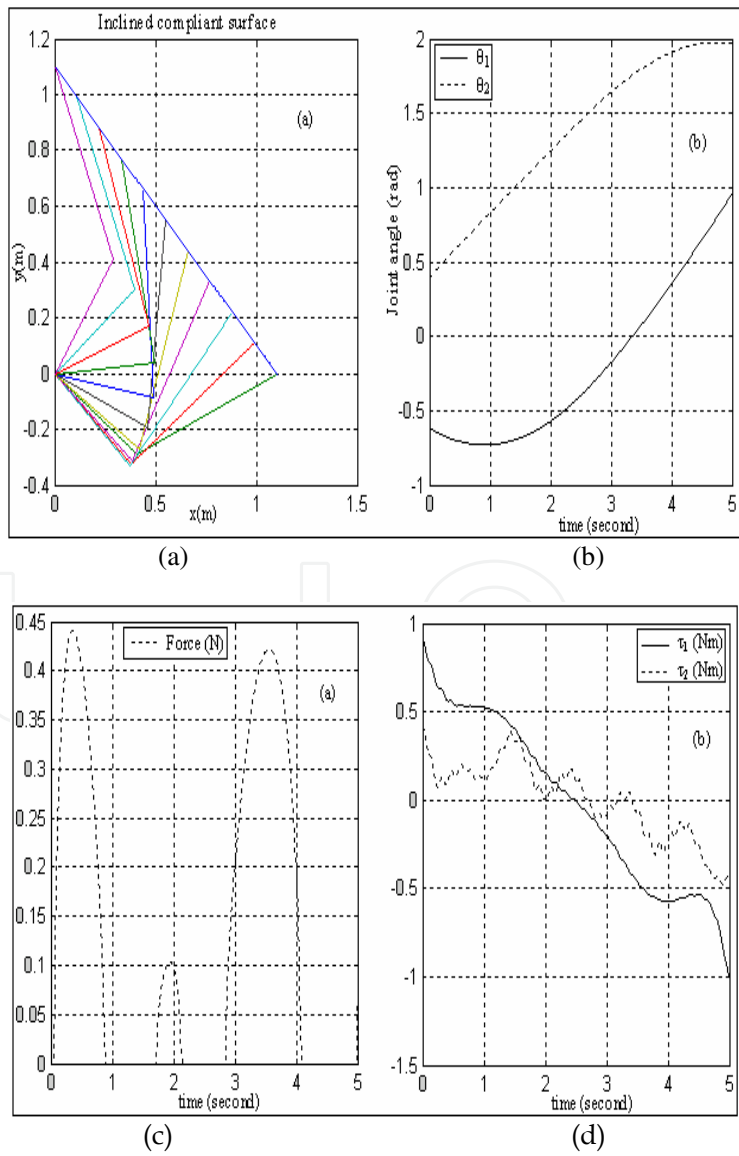 Inclined compliant surface
1.2
1
0.8
0.6
0.4
0.2
0
-0.2
-0.4
y(m)
(a)
0
0.5
1
1.5
x(m)
(a)
2
1.5
1
0.5
0
-0.5
-1
Joint angle (rad)
θ1
θ2
(b)
0
1
2
3
4
5
time (second)
(b)
0.45
0.4
0.35
0.3
0.25
0.2
0.15
0.1
0.05
0
Force (N)
(a)
0
1
2
3
4
5
time (second)
(c)
1
0.5
0
-0.5
-1
-1.5
τ1 (Nm)
τ2 (Nm)
(b)
0
1
2
3
4
5
time (second)
(d)